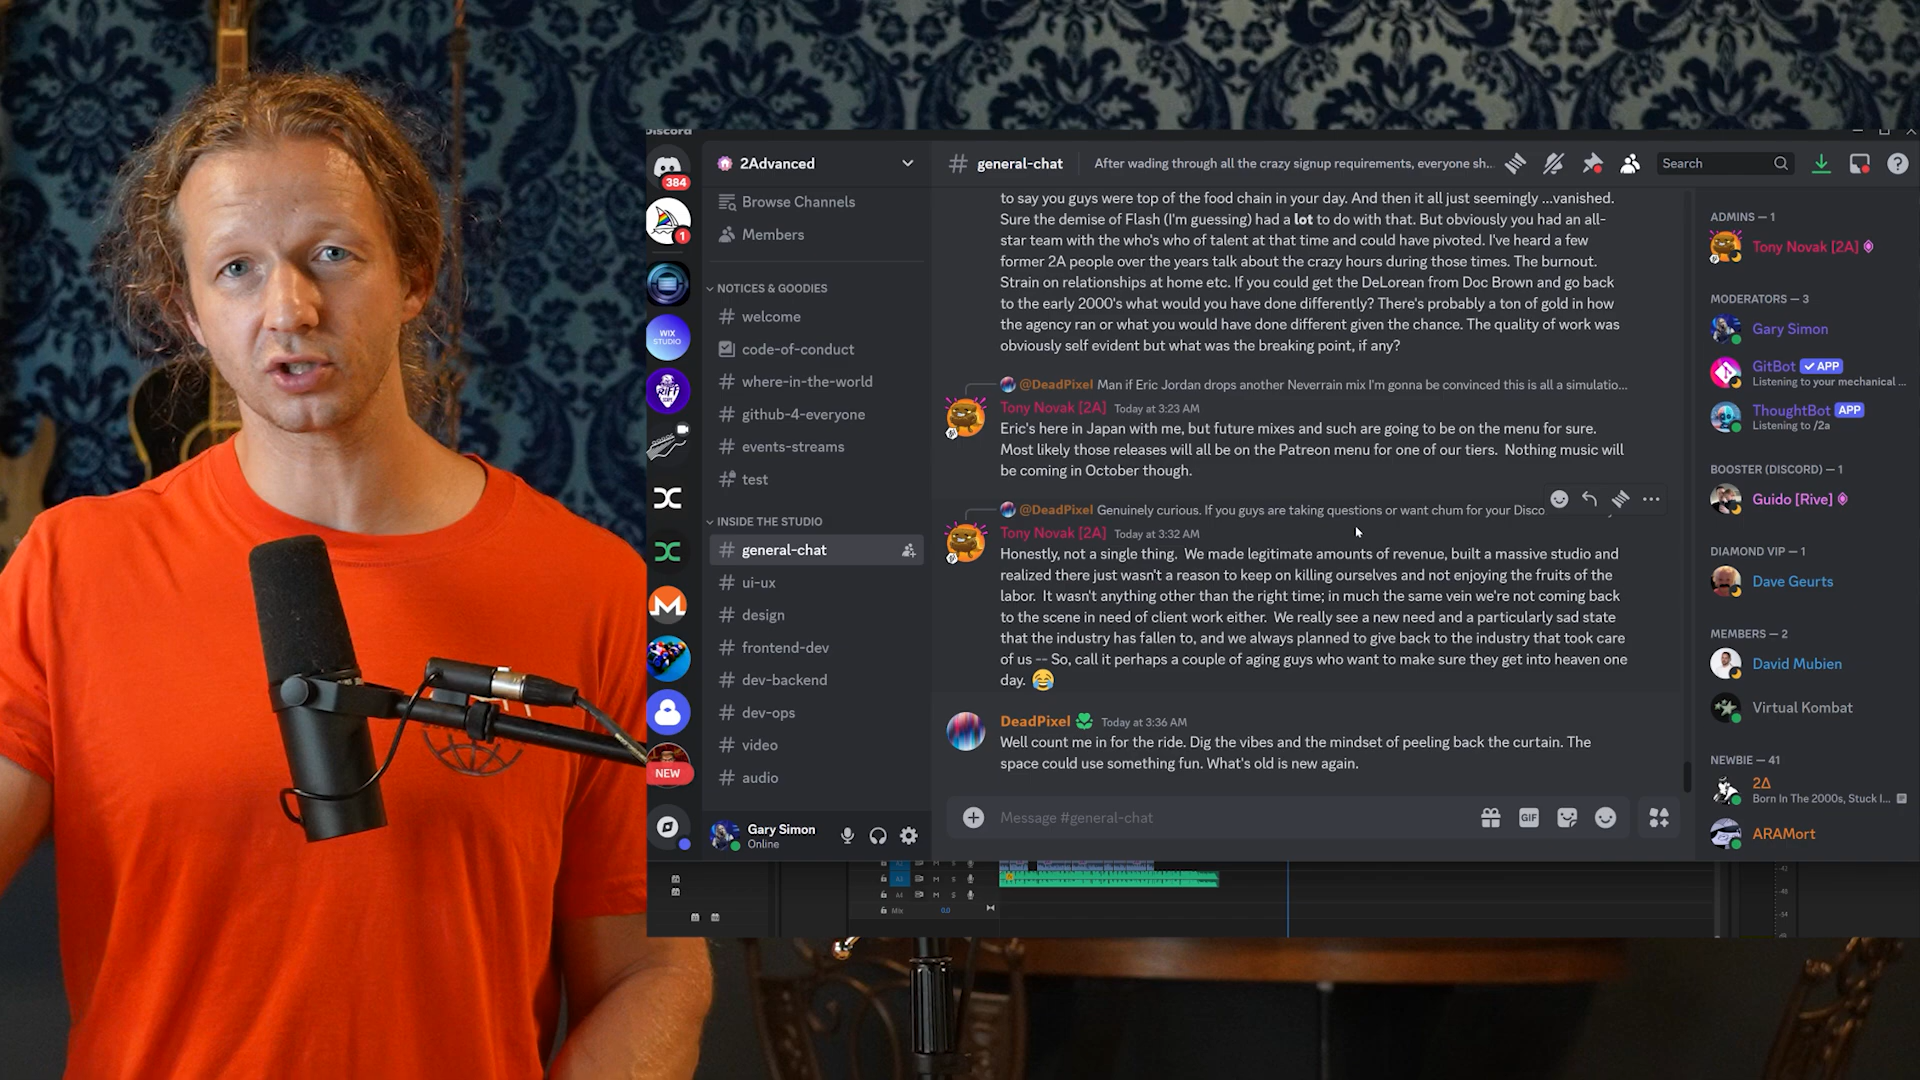 Discord
384
1
WIX
STUDIO
RIFF
NEW
2Advanced
Browse Channels
Members
NOTICES & GOODIES
# welcome
code-of-conduct
# where-in-the-world
# github-4-everyone
# events-streams
# test
INSIDE THE STUDIO
# general-chat
# ui-ux
# design
# frontend-dev
# dev-backend
# dev-ops
# video
# audio
Gary Simon
Online
# general-chat
After wading through all the crazy signup requirements, everyone sh...
Search
to say you guys were top of the food chain in your day. And then it all just seemingly ...vanished.
Sure the demise of Flash (I'm guessing) had a lot to do with that. But obviously you had an all-
star team with the who's who of talent at that time and could have pivoted. I've heard a few
former 2A people over the years talk about the crazy hours during those times. The burnout.
Strain on relationships at home etc. If you could get the DeLorean from Doc Brown and go back
to the early 2000's what would you have done differently? There's probably a ton of gold in how
the agency ran or what you would have done different given the chance. The quality of work was
obviously self evident but what was the breaking point, if any?
@DeadPixel Man if Eric Jordan drops another Neverrain mix I'm gonna be convinced this is all a simulatio...
Tony Novak [2A] Today at 3:23 AM
Eric's here in Japan with me, but future mixes and such are going to be on the menu for sure.
Most likely those releases will all be on the Patreon menu for one of our tiers. Nothing music will
be coming in October though.
@DeadPixel Genuinely curious. If you guys are taking questions or want chum for your Disco
Tony Novak [2A] Today at 3:32 AM
Honestly, not a single thing. We made legitimate amounts of revenue, built a massive studio and
realized there just wasn't a reason to keep on killing ourselves and not enjoying the fruits of the
labor. It wasn't anything other than the right time; in much the same vein we're not coming back
to the scene in need of client work either. We really see a new need and a particularly sad state
that the industry has fallen to, and we always planned to give back to the industry that took care
of us -- So, call it perhaps a couple of aging guys who want to make sure they get into heaven one
day. 😂
DeadPixel Today at 3:36 AM
Well count me in for the ride. Dig the vibes and the mindset of peeling back the curtain. The
space could use something fun. What's old is new again.
Message #general-chat
GIF
ADMINS — 1
Tony Novak [2A]
MODERATORS — 3
Gary Simon
GitBot ✓ APP
Listening to your mechanical ...
ThoughtBot APP
Listening to /2a
BOOSTER (DISCORD) — 1
Guido [Rive]
DIAMOND VIP — 1
Dave Geurts
MEMBERS — 2
David Mubien
Virtual Kombat
NEWBIE — 41
2Δ
Born In The 2000s, Stuck I...
ARAMort
A3 M S
A4 M S
Mix 0.0
-42
-48
-54